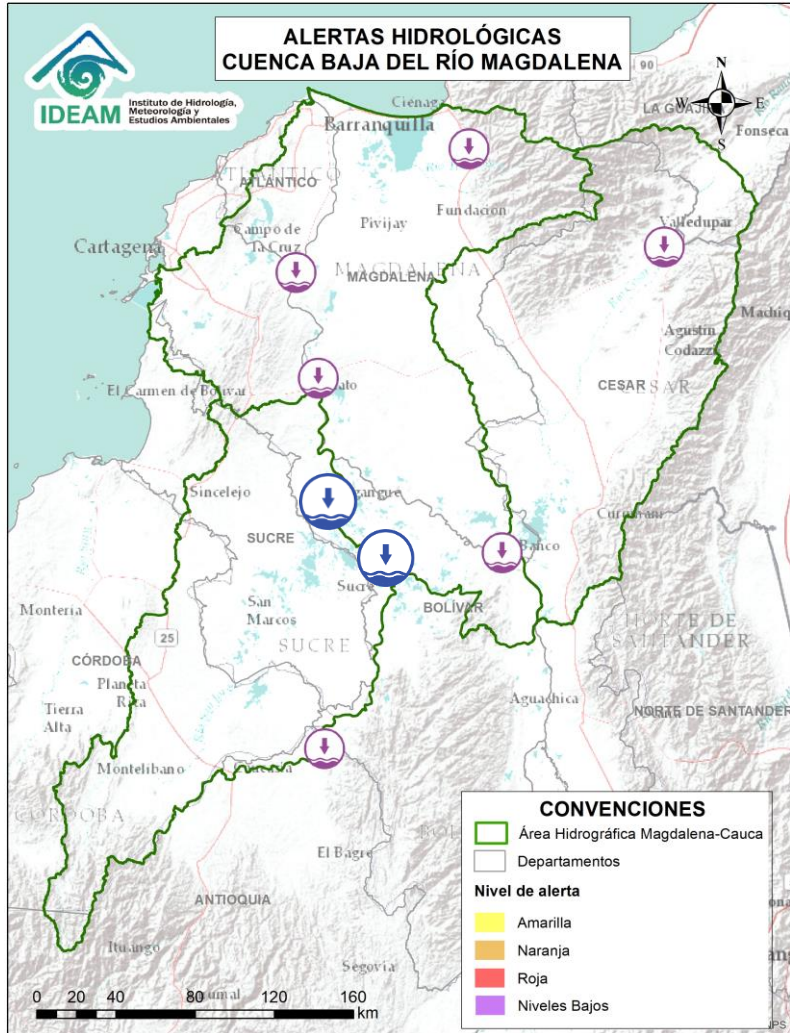 ALERTAS HIDROLÓGICAS
CUENCA BAJA DEL RÍO MAGDALENA
IDEAM
Instituto de Hidrología,
Meteorología y
Estudios Ambientales
N
W
E
S
90
LA GUAJIRA
Fonseca
Ciénaga
Barranquilla
ATLÁNTICO
ATLÁNTICO
Fundación
Pivijay
Valledupar
Campo de
la Cruz
Cartagena
MAGDALENA
MAGDALENA
Agustín
Codazzi
CESAR
CESAR
El Carmen de Bolívar
Sincelejo
SUCRE
Banco
Sucre
BOLÍVAR
San
Marcos
SUCRE
Montería
25
NORTE DE
SANTANDER
CÓRDOBA
Planeta
Rica
Tierra
Alta
Aguachica
NORTE DE SANTANDER
Montelibano
CÓRDOBA
El Bagre
ANTIOQUIA
Ituango
Segovia
CONVENCIONES
Área Hidrográfica Magdalena-Cauca
Departamentos
Nivel de alerta
Amarilla
Naranja
Roja
Niveles Bajos
0 20 40 80 120 160
km